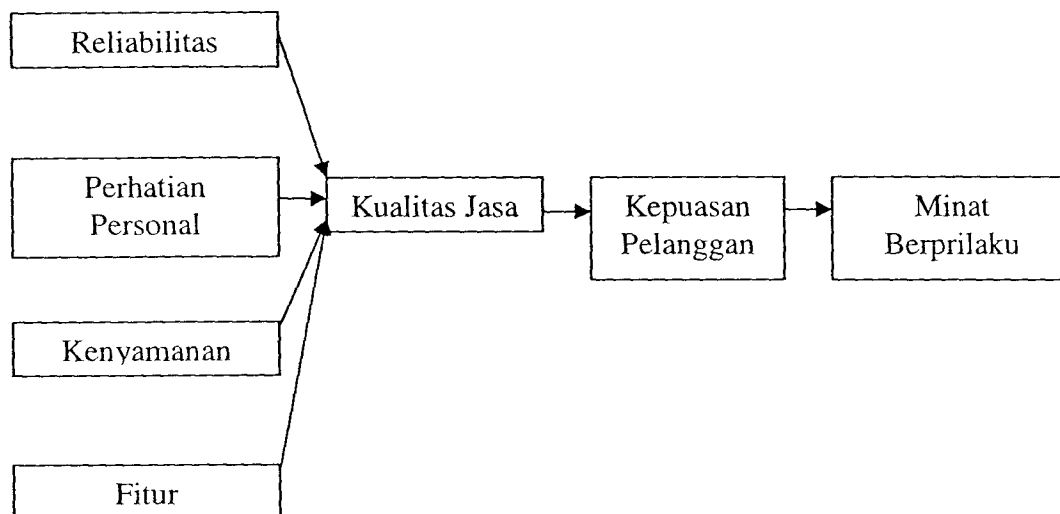 Reliabilitas
Perhatian
Personal
Kualitas Jasa
Kepuasan
Pelanggan
Minat
Berprilaku
Kenyamanan
Fitur